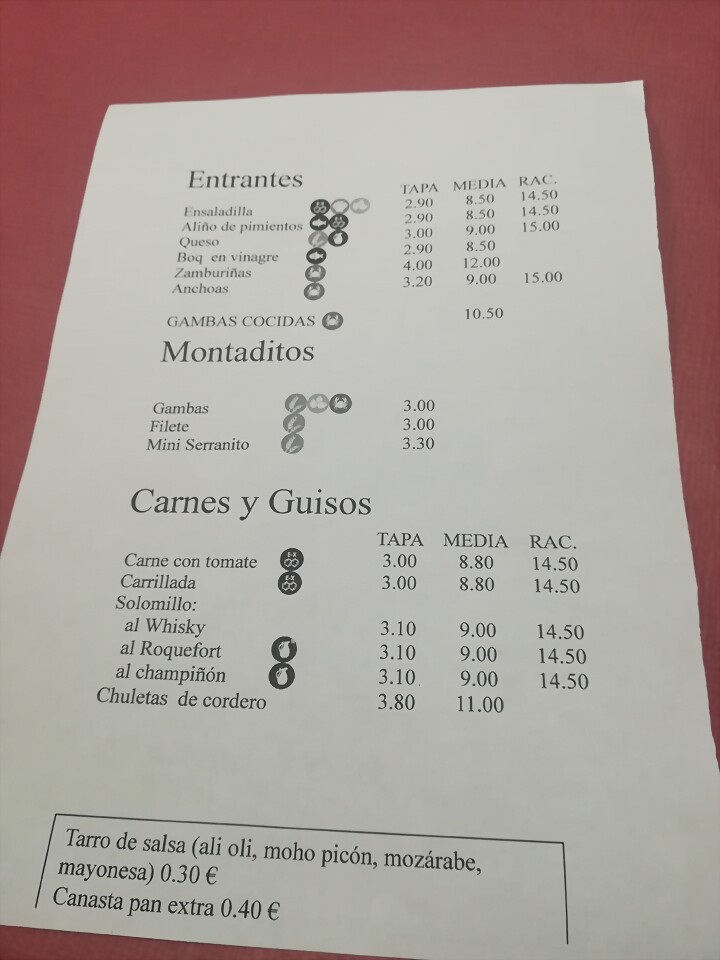 Entrantes
TAPA MEDIA RAC.
Ensaladilla 2.90 8.50 14.50
Aliño de pimientos 2.90 8.50 14.50
Queso 3.00 9.00 15.00
Boq en vinagre 2.90 8.50
Zamburiñas 4.00 12.00
Anchoas 3.20 9.00 15.00
GAMBAS COCIDAS 10.50
Montaditos
Gambas 3.00
Filete 3.00
Mini Serranito 3.30
Carnes y Guisos
TAPA MEDIA RAC.
Carne con tomate 3.00 8.80 14.50
Carrillada 3.00 8.80 14.50
Solomillo:
al Whisky 3.10 9.00 14.50
al Roquefort 3.10 9.00 14.50
al champiñón 3.10 9.00 14.50
Chuletas de cordero 3.80 11.00
Tarro de salsa (ali oli, moho picón, mozárabe,
mayonesa) 0.30 €
Canasta pan extra 0.40 €